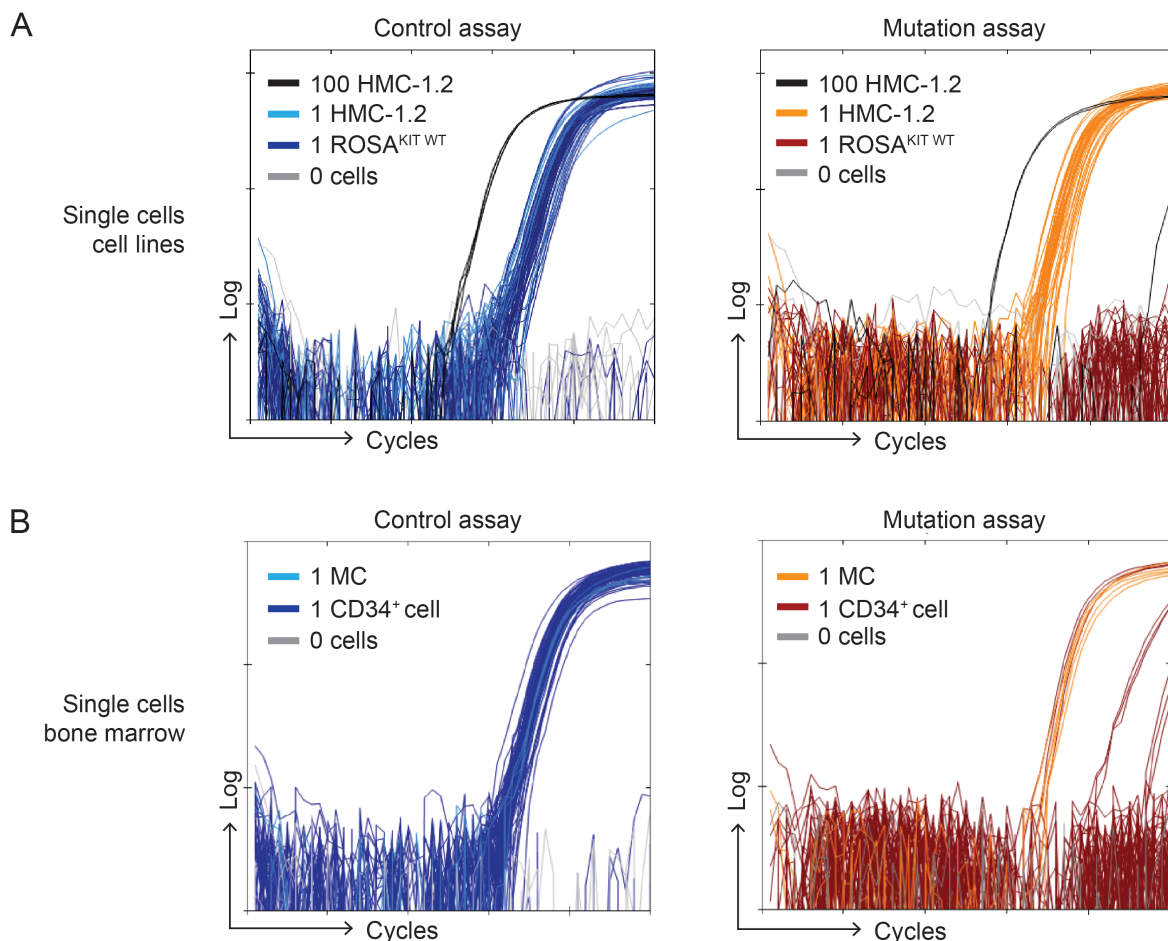 A
Control assay
100 HMC-1.2
1 HMC-1.2
1 ROSAᴷᴵᵀ ᵂᵀ
0 cells
Log
Cycles
Mutation assay
100 HMC-1.2
1 HMC-1.2
1 ROSAᴷᴵᵀ ᵂᵀ
0 cells
Log
Cycles
Single cells
cell lines
B
Control assay
1 MC
1 CD34⁺ cell
0 cells
Log
Cycles
Mutation assay
1 MC
1 CD34⁺ cell
0 cells
Log
Cycles
Single cells
bone marrow